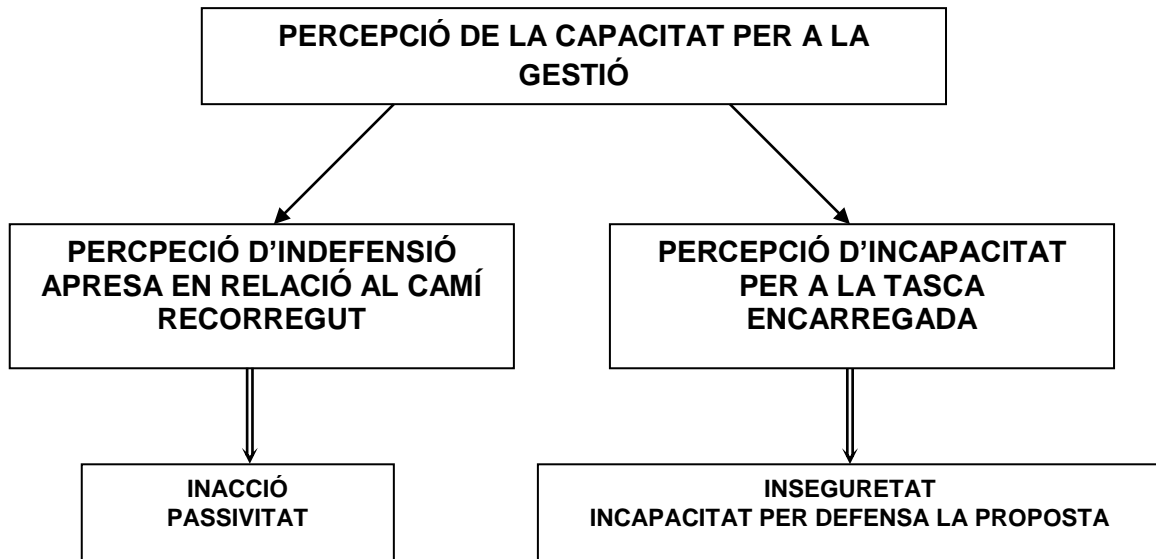 PERCEPCIÓ DE LA CAPACITAT PER A LA
GESTIÓ
PERCPECIÓ D’INDEFENSIÓ
APRESA EN RELACIÓ AL CAMÍ
RECORREGUT
PERCEPCIÓ D’INCAPACITAT
PER A LA TASCA
ENCARREGADA
INACCIÓ
PASSIVITAT
INSEGURETAT
INCAPACITAT PER DEFENSA LA PROPOSTA